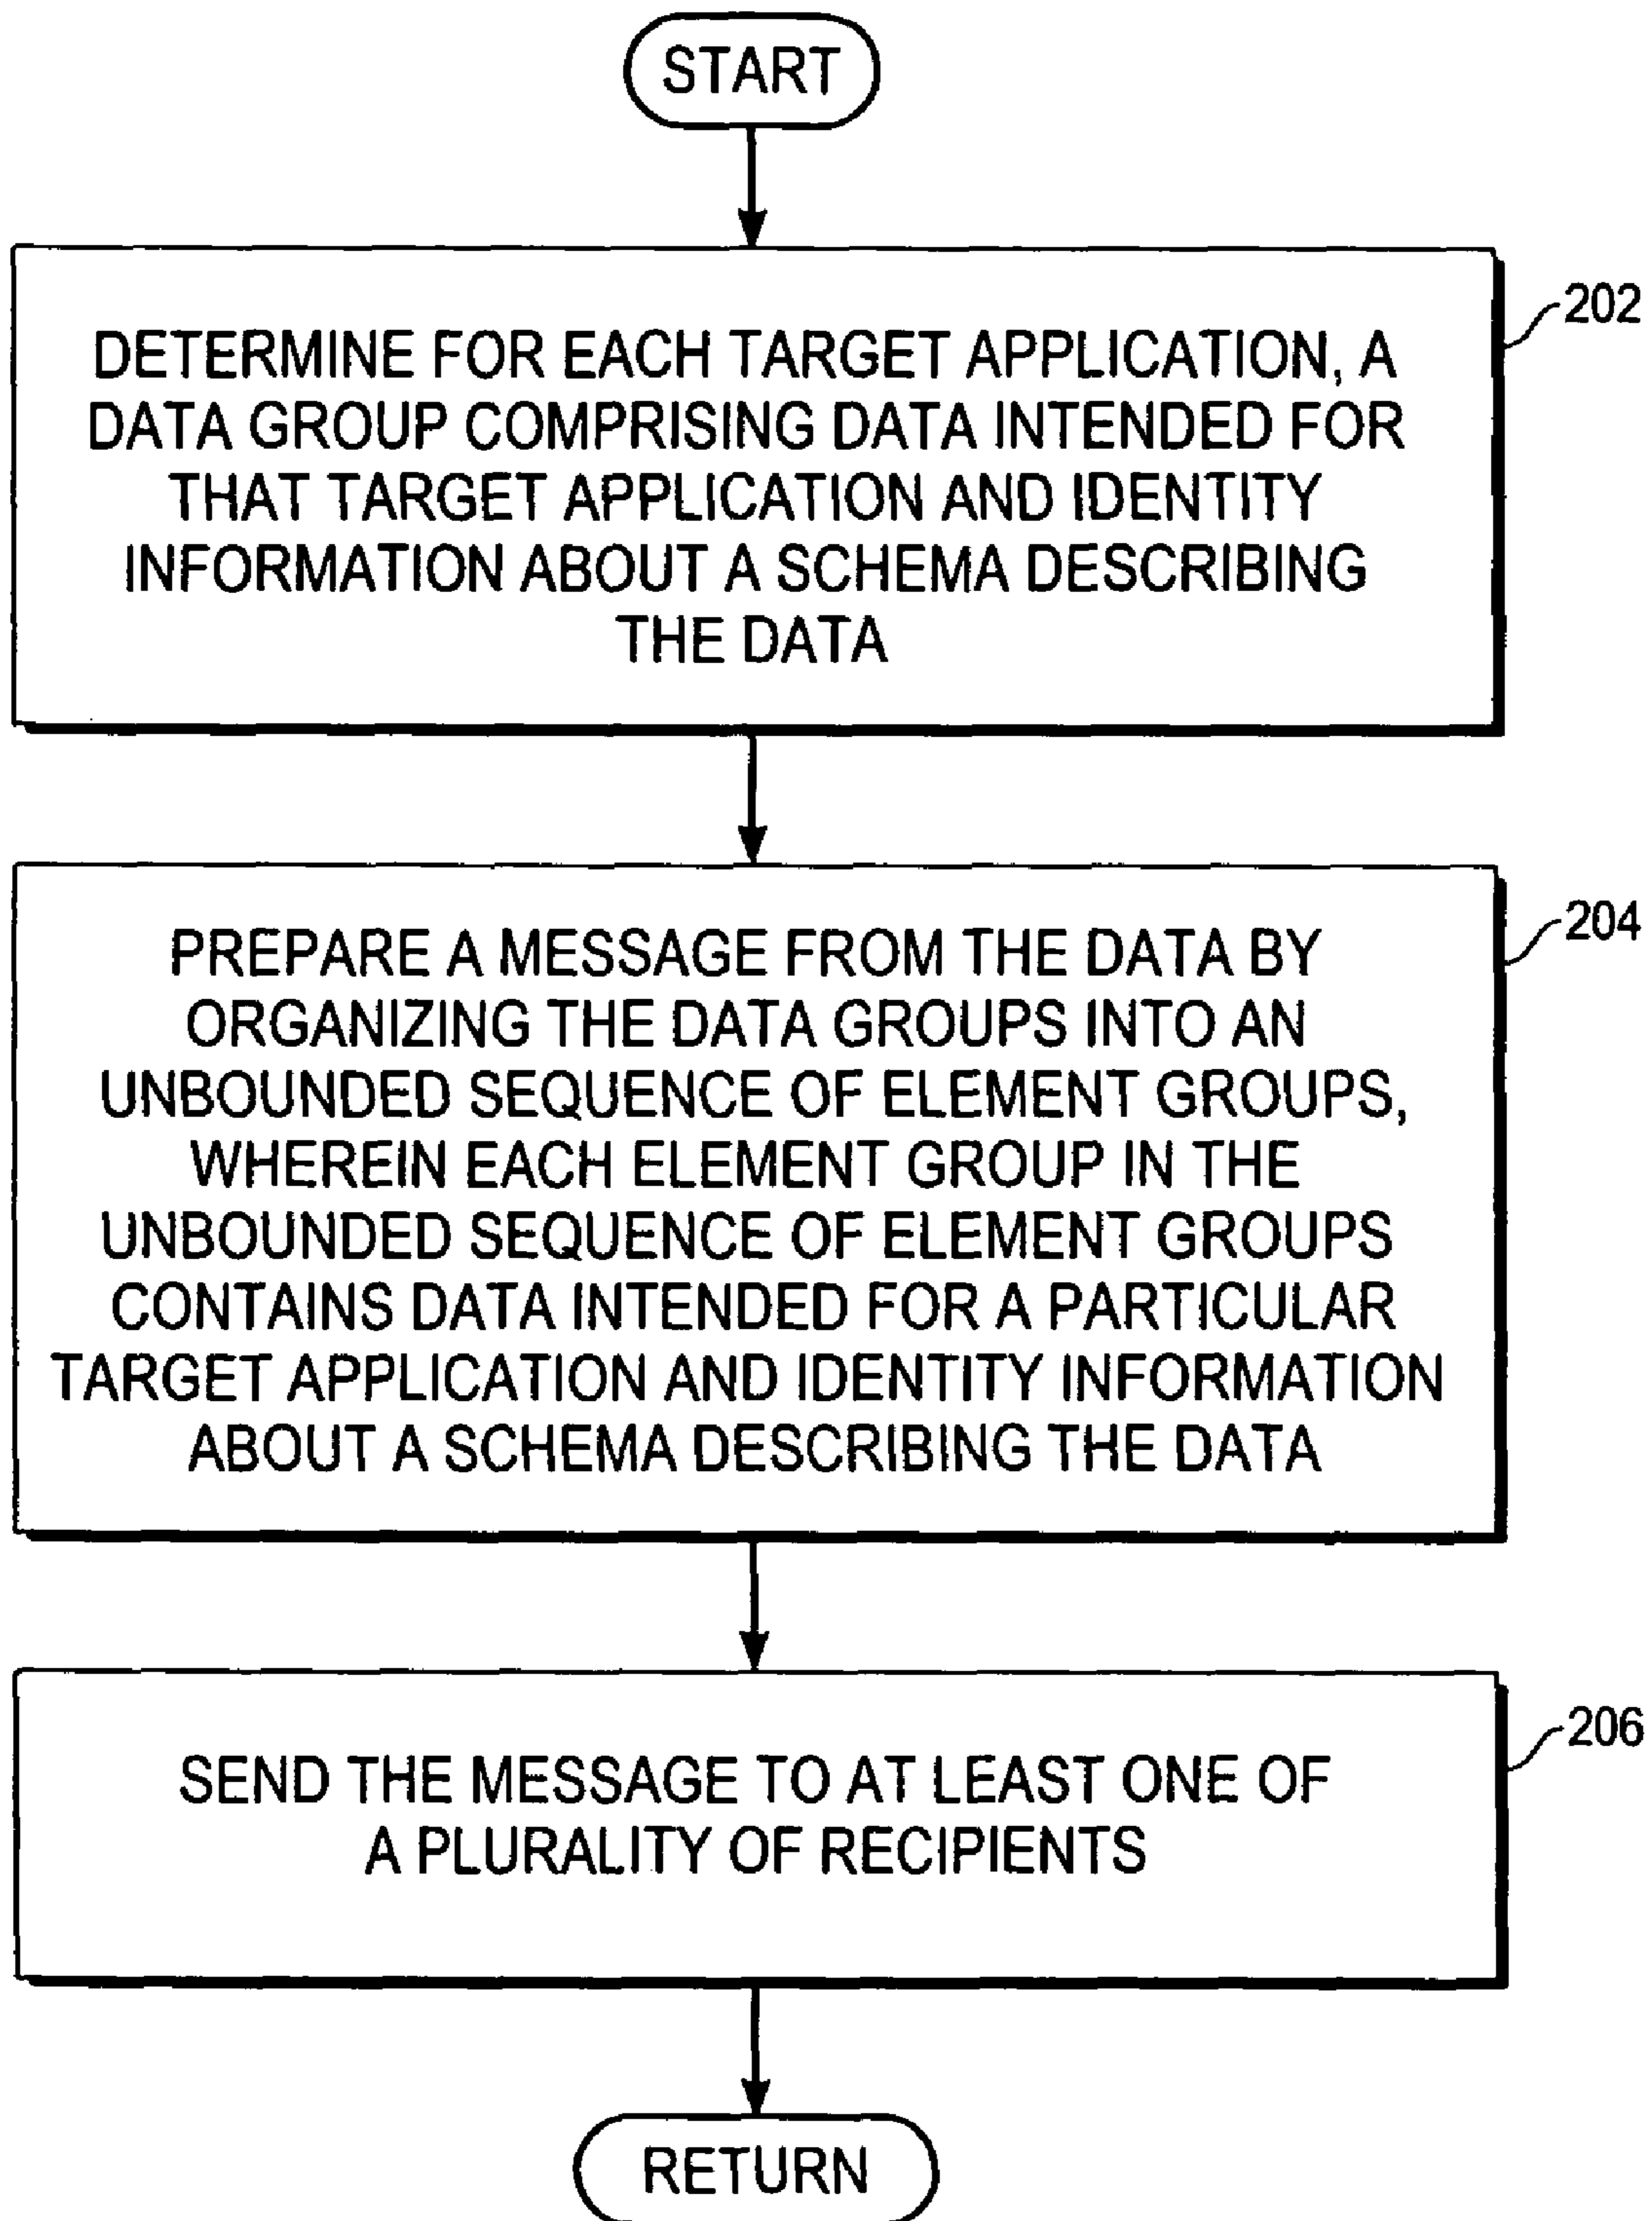 START
202
DETERMINE FOR EACH TARGET APPLICATION, A
DATA GROUP COMPRISING DATA INTENDED FOR
THAT TARGET APPLICATION AND IDENTITY
INFORMATION ABOUT A SCHEMA DESCRIBING
THE DATA
204
PREPARE A MESSAGE FROM THE DATA BY
ORGANIZING THE DATA GROUPS INTO AN
UNBOUNDED SEQUENCE OF ELEMENT GROUPS,
WHEREIN EACH ELEMENT GROUP IN THE
UNBOUNDED SEQUENCE OF ELEMENT GROUPS
CONTAINS DATA INTENDED FOR A PARTICULAR
TARGET APPLICATION AND IDENTITY INFORMATION
ABOUT A SCHEMA DESCRIBING THE DATA
206
SEND THE MESSAGE TO AT LEAST ONE OF
A PLURALITY OF RECIPIENTS
RETURN